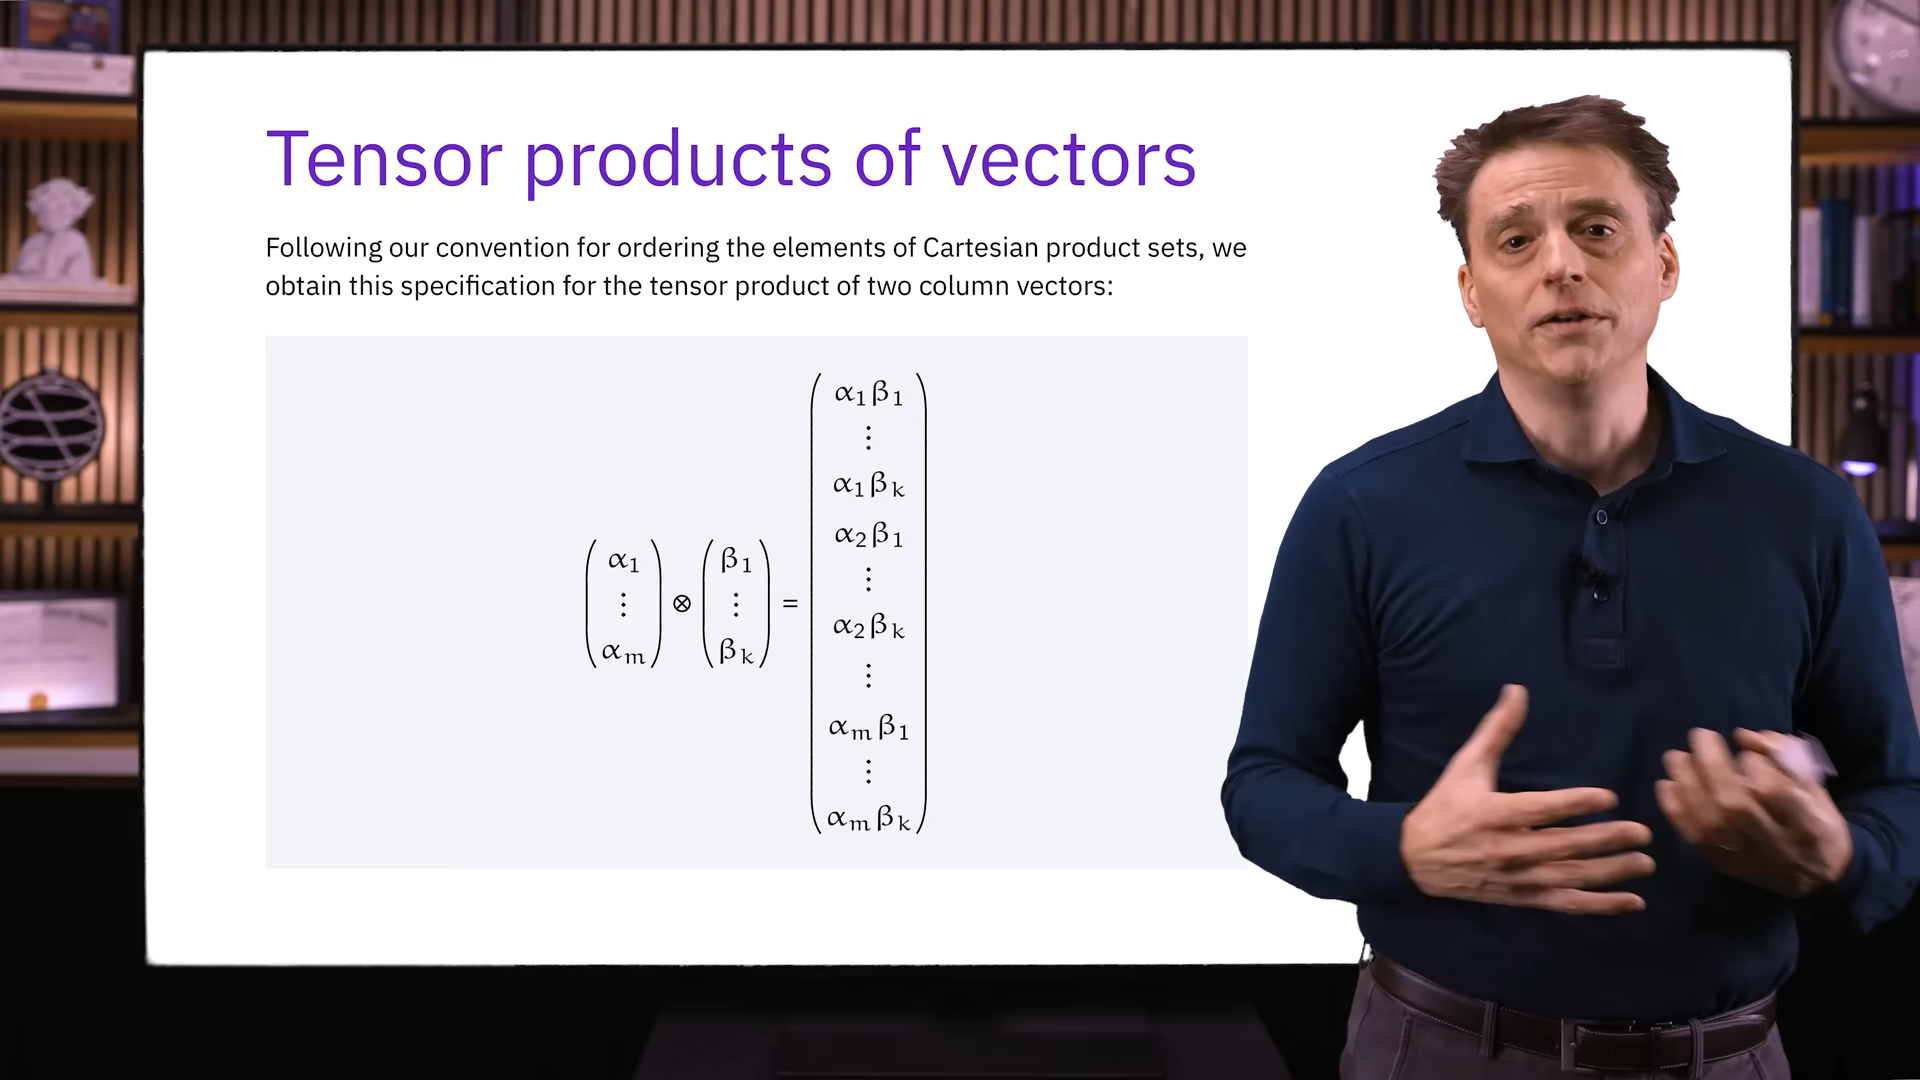 Tensor products of vectors
Following our convention for ordering the elements of Cartesian product sets, we
obtain this specification for the tensor product of two column vectors:
α₁β₁
⋮
α₁βₖ
α₂β₁
α₁ β₁ ⋮
⋮ ⊗ ⋮ = α₂βₖ
αₘ βₖ ⋮
αₘβ₁
⋮
αₘβₖ